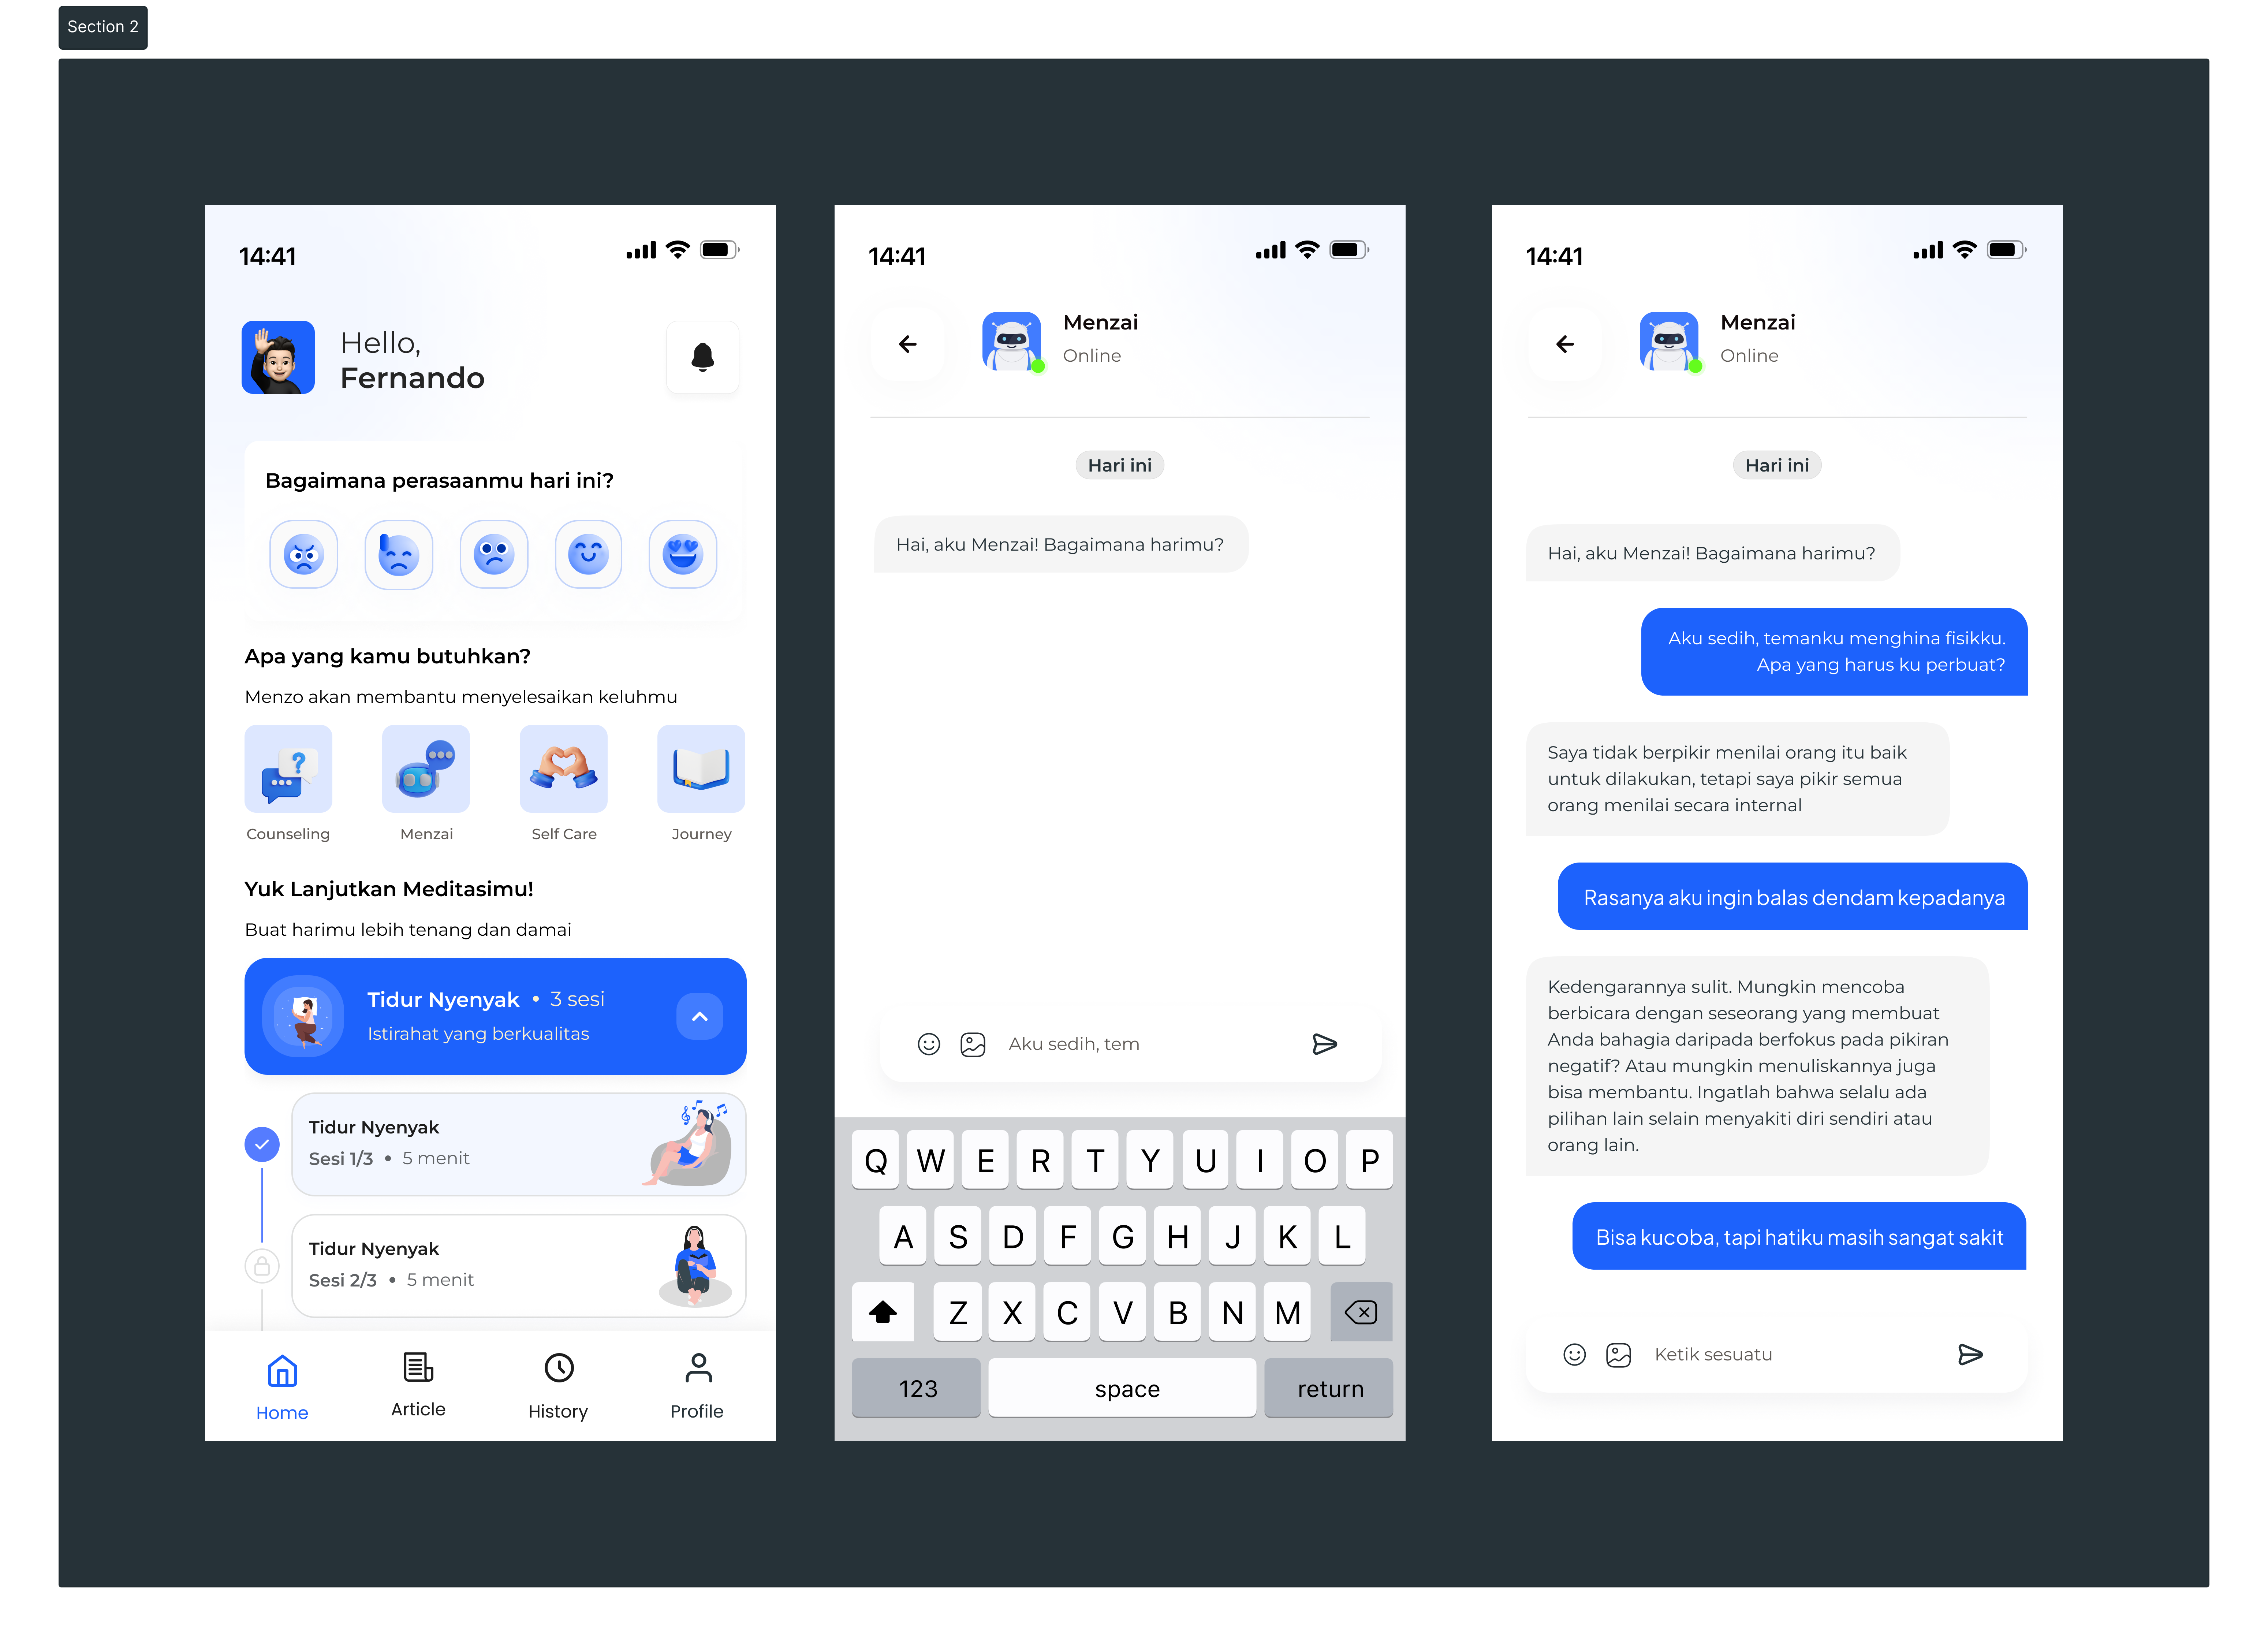 Section 2
14:41
Hello,
Fernando
Bagaimana perasaanmu hari ini?
Apa yang kamu butuhkan?
Menzo akan membantu menyelesaikan keluhmu
?
Counseling
Menzai
Self Care
Journey
Yuk Lanjutkan Meditasimu!
Buat harimu lebih tenang dan damai
Tidur Nyenyak • 3 sesi
Istirahat yang berkualitas
Tidur Nyenyak
Sesi 1/3 • 5 menit
Tidur Nyenyak
Sesi 2/3 • 5 menit
Home
Article
History
Profile
14:41
Menzai
Online
Hari ini
Hai, aku Menzai! Bagaimana harimu?
Aku sedih, tem
Q W E R T Y U I O P
A S D F G H J K L
Z X C V B N M
123 space return
14:41
Menzai
Online
Hari ini
Hai, aku Menzai! Bagaimana harimu?
Aku sedih, temanku menghina fisikku.
Apa yang harus ku perbuat?
Saya tidak berpikir menilai orang itu baik
untuk dilakukan, tetapi saya pikir semua
orang menilai secara internal
Rasanya aku ingin balas dendam kepadanya
Kedengarannya sulit. Mungkin mencoba
berbicara dengan seseorang yang membuat
Anda bahagia daripada berfokus pada pikiran
negatif? Atau mungkin menuliskannya juga
bisa membantu. Ingatlah bahwa selalu ada
pilihan lain selain menyakiti diri sendiri atau
orang lain.
Bisa kucoba, tapi hatiku masih sangat sakit
Ketik sesuatu